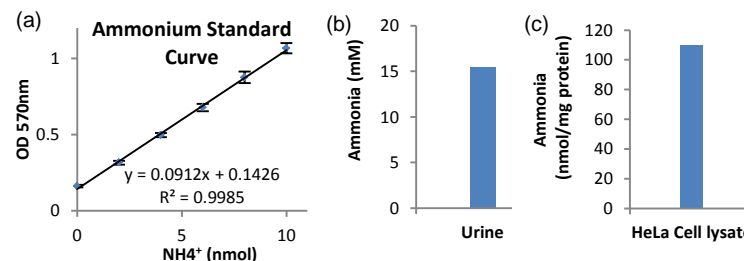 (a)
Ammonium Standard
Curve
OD 570nm
1
0.5
0
y = 0.0912x + 0.1426
R² = 0.9985
0
5
10
NH4⁺ (nmol)
(b)
Ammonia (mM)
20
15
10
5
0
Urine
(c)
Ammonia
(nmol/mg protein)
120
100
80
60
40
20
0
HeLa Cell lysate